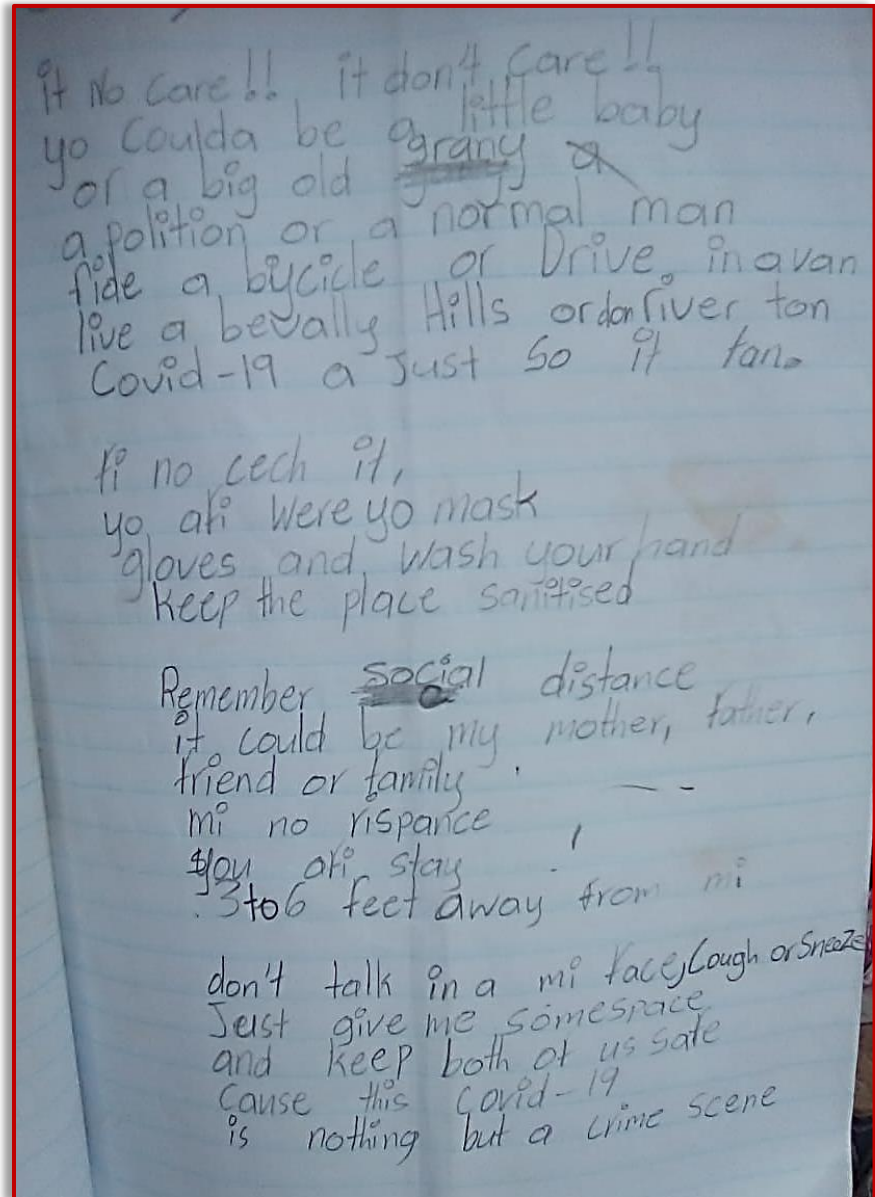 it No care!! it don't care!!
yo coulda be a little baby
or a big old grany
a polition or a normal man
ride a bycicle or Drive in a van
live a bevally Hills or don river ton
Covid-19 a Just so it tan.
fi no cech it,
yo afi were yo mask
gloves and wash your hand
keep the place sanitised
Remember social distance
it could be my mother, father,
friend or family
mi no rispance
you afi stay
3 to 6 feet away from mi
don't talk in a mi face, Cough or Sneeze
Just give me some space
and keep both of us safe
Cause this Covid-19
is nothing but a crime scene